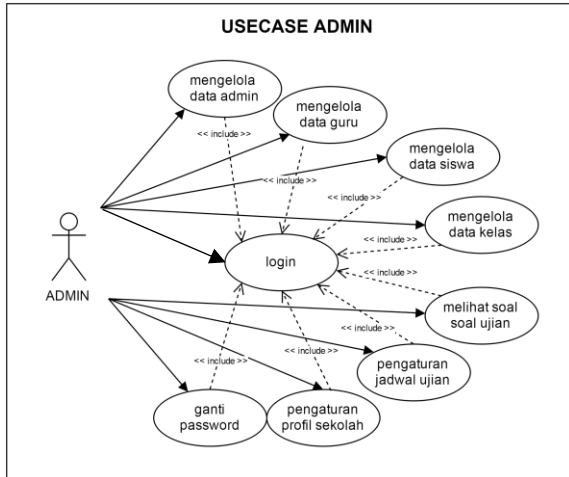 USECASE ADMIN
mengelola
data admin
mengelola
data guru
<< include >>
<< include >>
mengelola
data siswa
<< include >>
mengelola
data kelas
<< include >>
login
ADMIN
<< include >>
melihat soal
soal ujian
<< include >>
<< include >>
<< include >>
pengaturan
jadwal ujian
ganti
password
pengaturan
profil sekolah